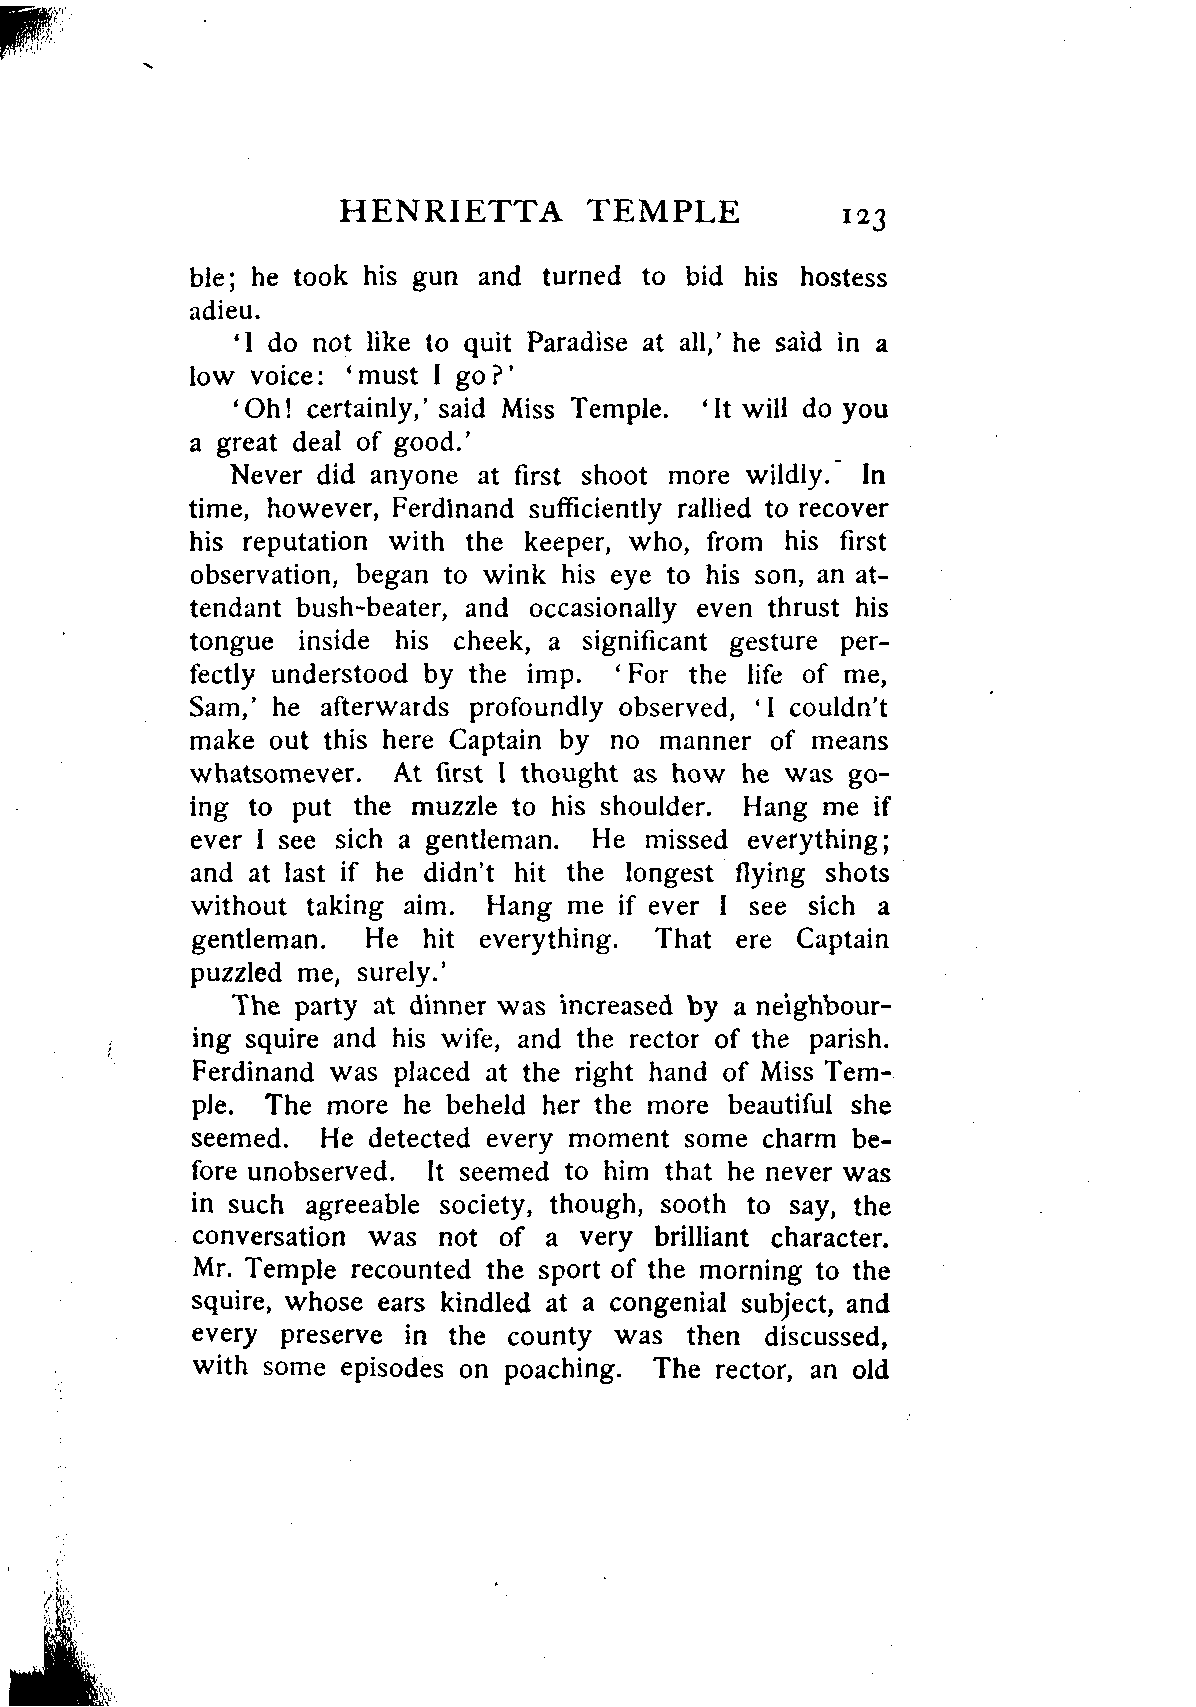 HENRIETTA TEMPLE 123
ble; he took his gun and turned to bid his hostess
adieu.
'I do not like to quit Paradise at all,' he said in a
low voice: 'must I go?'
'Oh! certainly,' said Miss Temple. 'It will do you
a great deal of good.'
Never did anyone at first shoot more wildly. In
time, however, Ferdinand sufficiently rallied to recover
his reputation with the keeper, who, from his first
observation, began to wink his eye to his son, an at-
tendant bush-beater, and occasionally even thrust his
tongue inside his cheek, a significant gesture per-
fectly understood by the imp. 'For the life of me,
Sam,' he afterwards profoundly observed, 'I couldn't
make out this here Captain by no manner of means
whatsomever. At first I thought as how he was go-
ing to put the muzzle to his shoulder. Hang me if
ever I see sich a gentleman. He missed everything;
and at last if he didn't hit the longest flying shots
without taking aim. Hang me if ever I see sich a
gentleman. He hit everything. That ere Captain
puzzled me, surely.'
The party at dinner was increased by a neighbour-
ing squire and his wife, and the rector of the parish.
Ferdinand was placed at the right hand of Miss Tem-
ple. The more he beheld her the more beautiful she
seemed. He detected every moment some charm be-
fore unobserved. It seemed to him that he never was
in such agreeable society, though, sooth to say, the
conversation was not of a very brilliant character.
Mr. Temple recounted the sport of the morning to the
squire, whose ears kindled at a congenial subject, and
every preserve in the county was then discussed,
with some episodes on poaching. The rector, an old